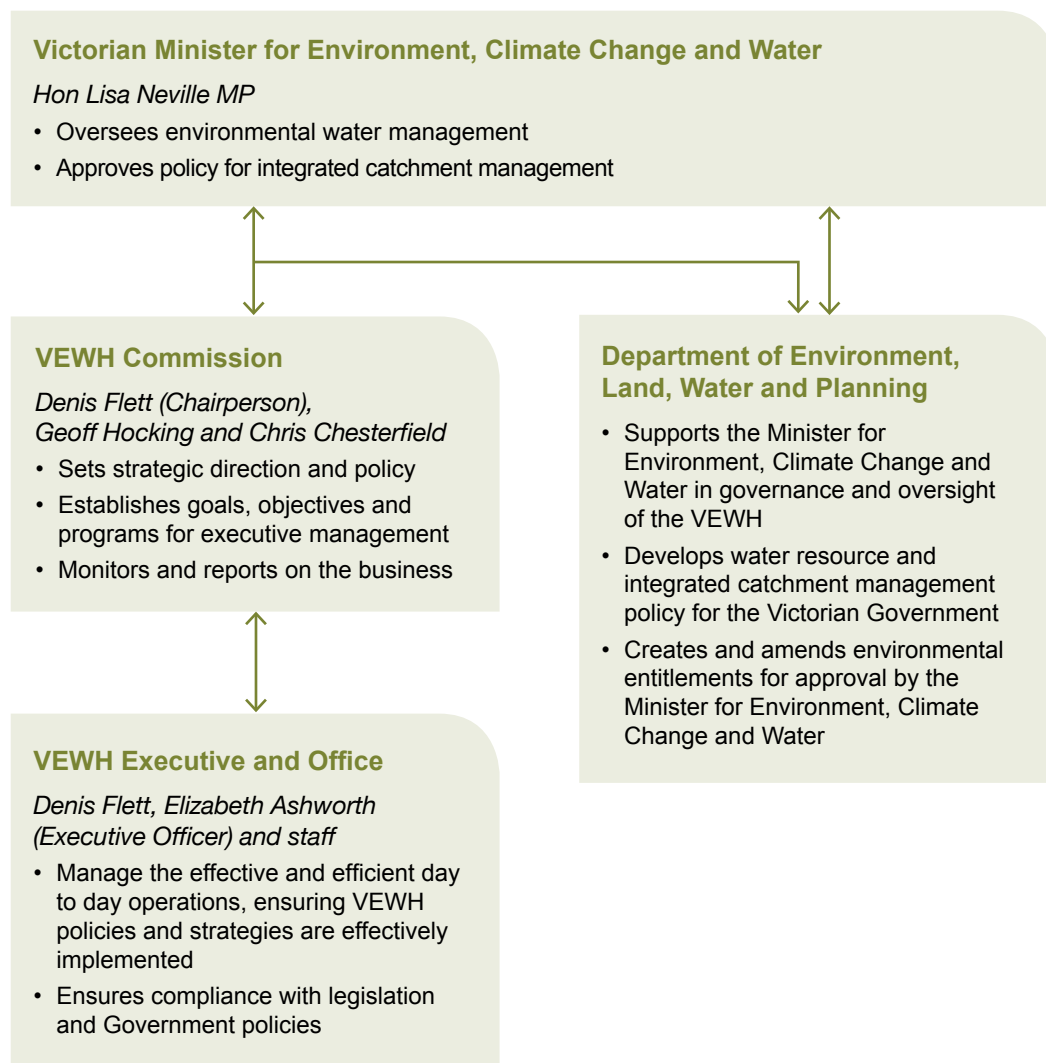 Victorian Minister for Environment, Climate Change and Water
Hon Lisa Neville MP
• Oversees environmental water management
• Approves policy for integrated catchment management
VEWH Commission
Denis Flett (Chairperson),
Geoff Hocking and Chris Chesterfield
• Sets strategic direction and policy
• Establishes goals, objectives and
programs for executive management
• Monitors and reports on the business
Department of Environment,
Land, Water and Planning
• Supports the Minister for
Environment, Climate Change and
Water in governance and oversight
of the VEWH
• Develops water resource and
integrated catchment management
policy for the Victorian Government
• Creates and amends environmental
entitlements for approval by the
Minister for Environment, Climate
Change and Water
VEWH Executive and Office
Denis Flett, Elizabeth Ashworth
(Executive Officer) and staff
• Manage the effective and efficient day
to day operations, ensuring VEWH
policies and strategies are effectively
implemented
• Ensures compliance with legislation
and Government policies